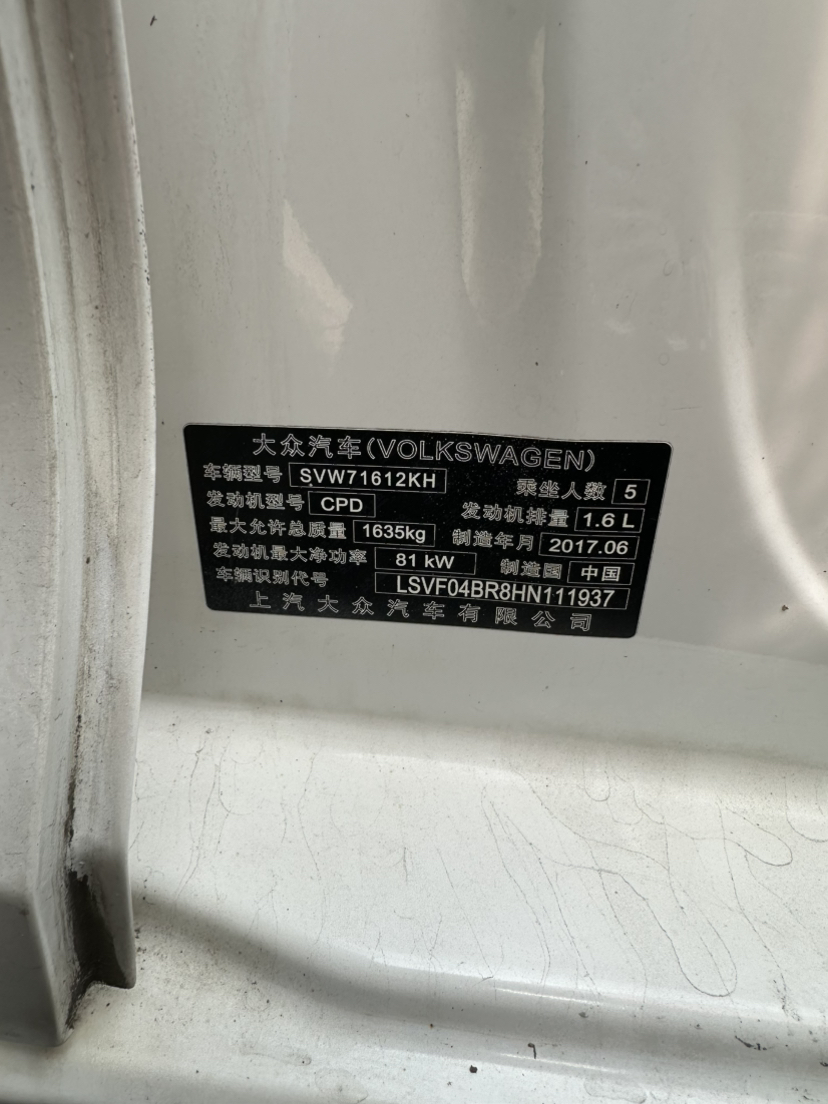 大众汽车(VOLKSWAGEN)
车辆型号 SVW71612KH 乘坐人数 5
发动机型号 CPD 发动机排量 1.6 L
最大允许总质量 1635kg 制造年月 2017.06
发动机最大净功率 81 kW 制造国 中国
车辆识别代号 LSVF04BR8HN111937
上汽大众汽车有限公司